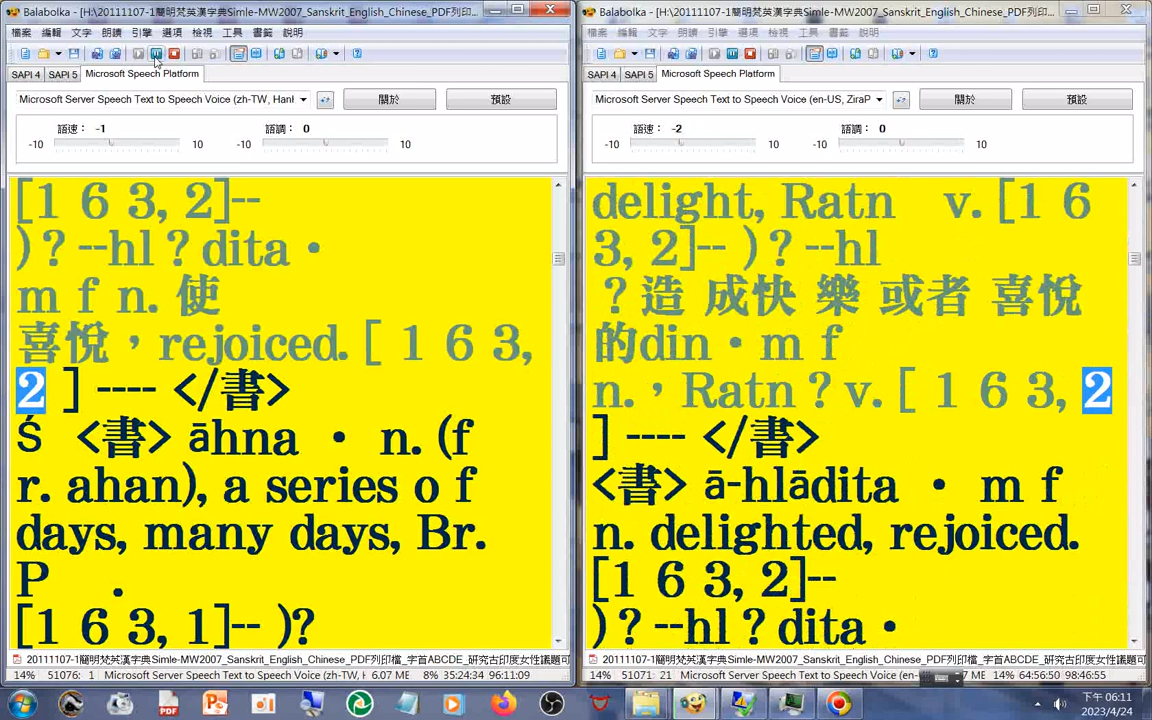 Balabolka - [H:\20111107-1簡明梵英漢字典Simle-MW2007_Sanskrit_English_Chinese_PDF列印...
檔案 編輯 文字 朗讀 引擎 選項 檢視 工具 書籤 說明
SAPI 4 SAPI 5 Microsoft Speech Platform
Microsoft Server Speech Text to Speech Voice (zh-TW, Hanl 關於 預設
語速： -1 語調： 0
-10 10 -10 10
[1 6 3, 2]--
)？--hl？dita•
m f n. 使
喜悅，rejoiced. [ 1 6 3,
2 ] ---- </書>
Ś <書> āhna • n. (f
r. ahan), a series o f
days, many days, Br.
P .
[1 6 3, 1]-- )?
20111107-1簡明梵英漢字典Simle-MW2007_Sanskrit_English_Chinese_PDF列印檔_字首ABCDE_研究古印度女性議題可
14% 51076: 1 Microsoft Server Speech Text to Speech Voice (zh-TW, H 6.07 ME 8% 35:24:34 96:11:09
Balabolka - [H:\20111107-1簡明梵英漢字典Simle-MW2007_Sanskrit_English_Chinese_PDF列印...
檔案 編輯 文字 朗讀 引擎 選項 檢視 工具 書籤 說明
SAPI 4 SAPI 5 Microsoft Speech Platform
Microsoft Server Speech Text to Speech Voice (en-US, ZiraP 關於 預設
語速： -2 語調： 0
-10 10 -10 10
delight, Ratn v. [1 6
3, 2]-- )？--hl
？造 成快 樂 或者 喜悅
的din•m f
n.，Ratn？v. [ 1 6 3, 2
] ---- </書>
<書> ā-hlādita • m f
n. delighted, rejoiced.
[1 6 3, 2]--
)？--hl？dita•
20111107-1簡明梵英漢字典Simle-MW2007_Sanskrit_English_Chinese_PDF列印檔_字首ABCDE_研究古印度女性議題可
14% 51071: 21 Microsoft Server Speech Text to Speech Voice (en-U ME 14% 64:56:50 98:46:55
PDF
下午 06:11
2023/4/24